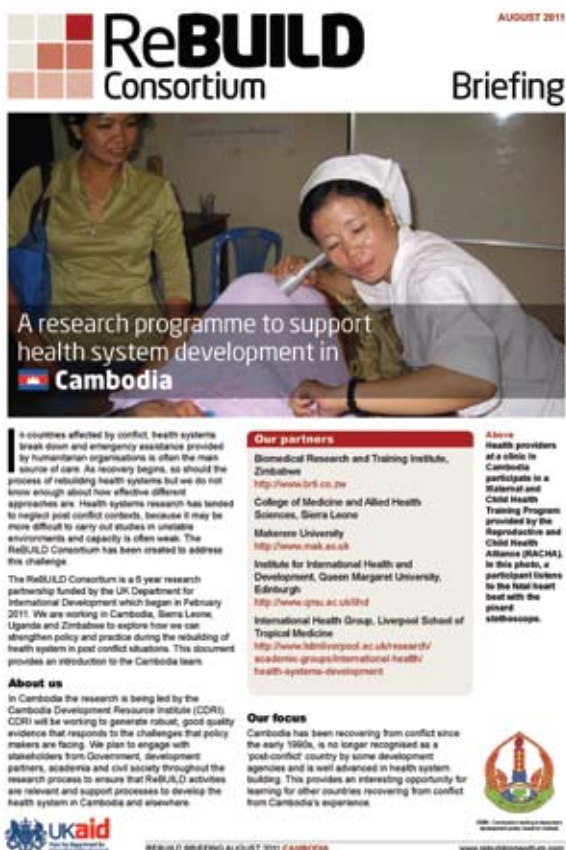 AUGUST 2011
ReBUILD
Consortium
Briefing
A research programme to support
health system development in
Cambodia
In countries affected by conflict, health systems
break down and emergency assistance provided
by humanitarian organisations is often the main
source of care. As recovery begins, so should the
process of rebuilding health systems but we do not
know enough about how effective different
approaches are. Health systems research has tended
to neglect post conflict contexts, because it may be
more difficult to carry out studies in unstable
environments and capacity is often weak. The
ReBUILD Consortium has been created to address
this challenge.
The ReBUILD Consortium is a 6 year research
partnership funded by the UK Department for
International Development which began in February
2011. We are working in Cambodia, Sierra Leone,
Uganda and Zimbabwe to explore how we can
strengthen policy and practice during the rebuilding of
health system in post conflict situations. This document
provides an introduction to the Cambodia team.
About us
In Cambodia the research is being led by the
Cambodia Development Resource Institute (CDRI).
CDRI will be working to generate robust, good quality
evidence that responds to the challenges that policy
makers are facing. We plan to engage with
stakeholders from Government, development
partners, academia and civil society throughout the
research process to ensure that ReBUILD activities
are relevant and support processes to develop the
health system in Cambodia and elsewhere.
Our partners
Biomedical Research and Training Institute,
Zimbabwe
http://www.brti.co.zw
College of Medicine and Allied Health
Sciences, Sierra Leone
Makerere University
http://www.mak.ac.uk
Institute for International Health and
Development, Queen Margaret University,
Edinburgh
http://www.qmu.ac.uk/iihd
International Health Group, Liverpool School of
Tropical Medicine
http://www.lstmliverpool.ac.uk/research/
academic-groups/international-health/
health-systems-development
Our focus
Cambodia has been recovering from conflict since
the early 1990s, is no longer recognised as a
'post-conflict' country by some development
agencies and is well advanced in health system
building. This provides an interesting opportunity for
learning for other countries recovering from conflict
from Cambodia's experience.
Above
Health providers
at a clinic in
Cambodia
participate in a
Maternal and
Child Health
Training Program
provided by the
Reproductive and
Child Health
Alliance (RACHA).
In this photo, a
participant listens
to the fetal heart
beat with the
pinard
stethoscope.
UKaid
from the Department for
REBUILD BRIEFING AUGUST 2011 CAMBODIA
www.rebuildconsortium.com